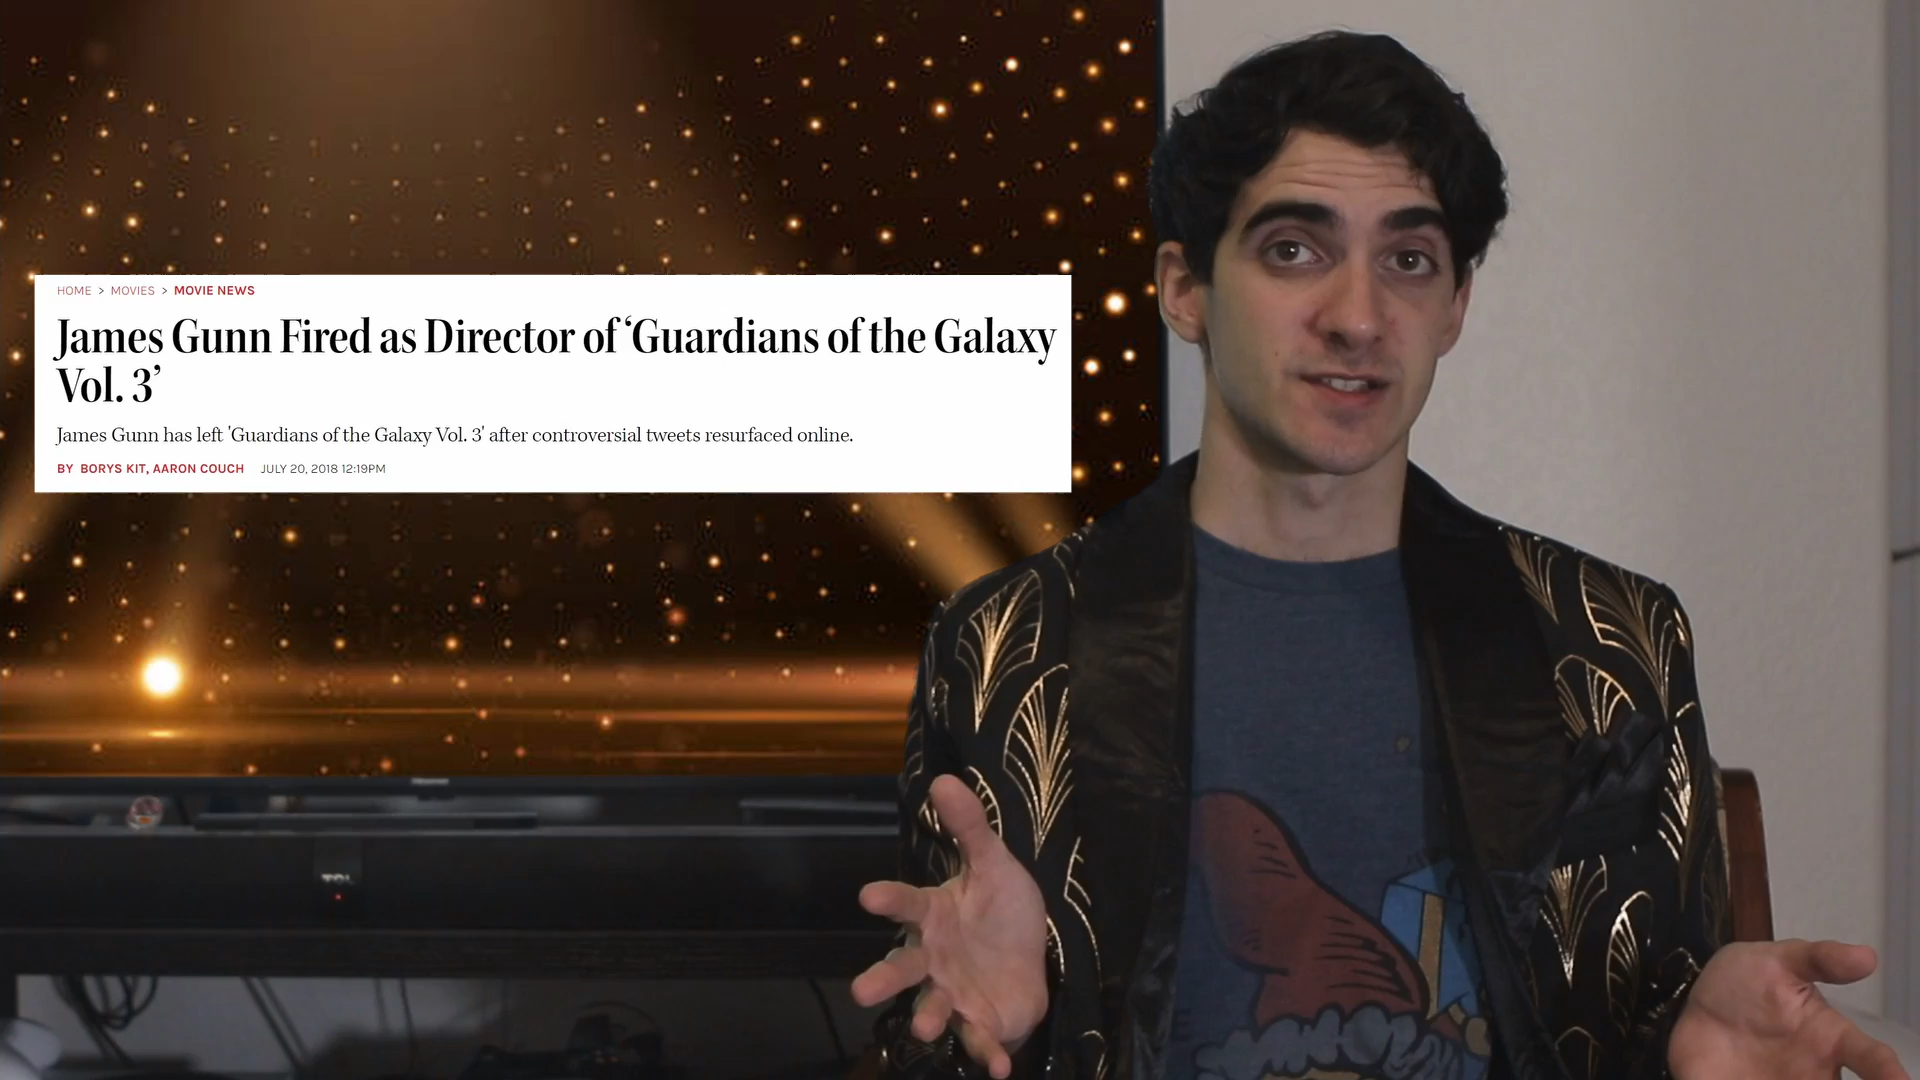 HOME > MOVIES > MOVIE NEWS
James Gunn Fired as Director of ‘Guardians of the Galaxy
Vol. 3’
James Gunn has left 'Guardians of the Galaxy Vol. 3' after controversial tweets resurfaced online.
BY BORYS KIT, AARON COUCH JULY 20, 2018 12:19PM
TCL